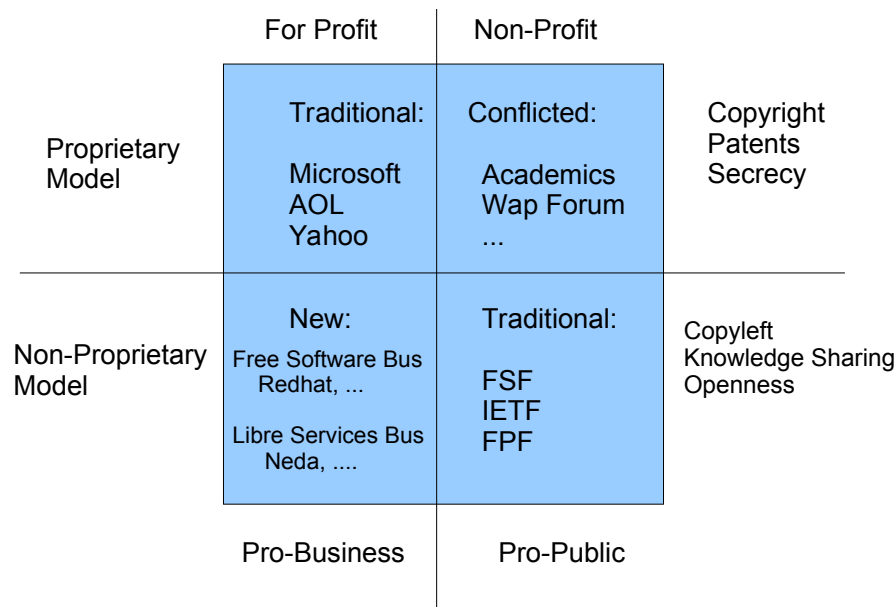 For Profit
Non-Profit
Proprietary
Model
Traditional:
Microsoft
AOL
Yahoo
Conflicted:
Academics
Wap Forum
...
Copyright
Patents
Secrecy
Non-Proprietary
Model
New:
Free Software Bus
Redhat, ...
Libre Services Bus
Neda, ....
Traditional:
FSF
IETF
FPF
Copyleft
Knowledge Sharing
Openness
Pro-Business
Pro-Public